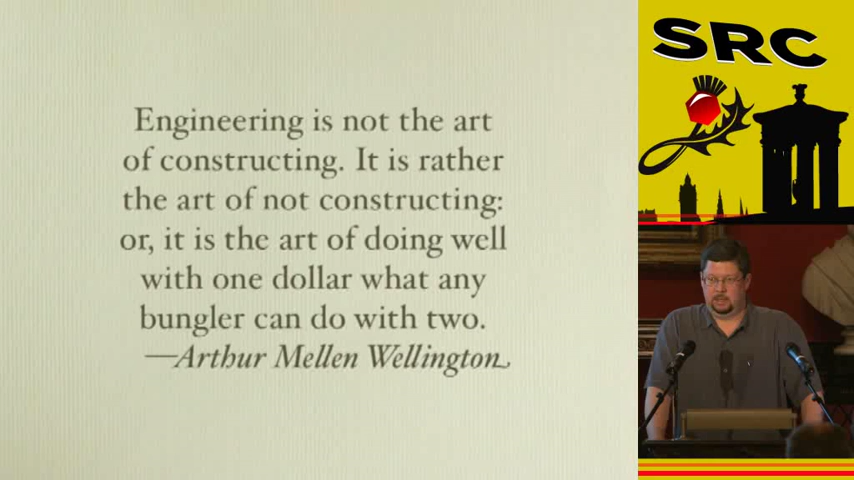 Engineering is not the art
of constructing. It is rather
the art of not constructing:
or, it is the art of doing well
with one dollar what any
bungler can do with two.
—Arthur Mellen Wellington
SRC